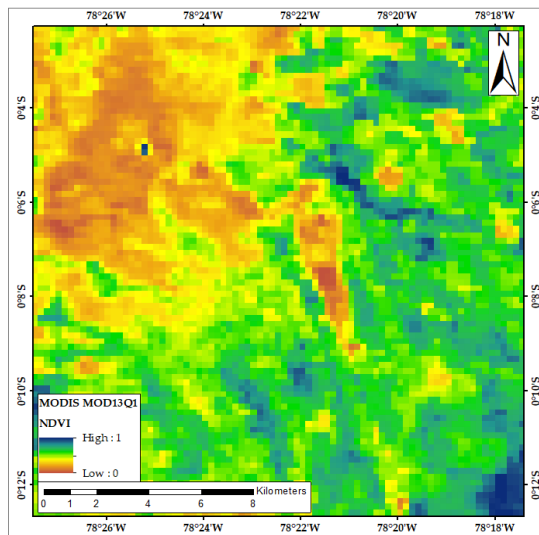 78°26'W 78°24'W 78°22'W 78°20'W 78°18'W
N
0°4'S 0°4'S
0°6'S 0°6'S
0°8'S 0°8'S
0°10'S 0°10'S
MODIS MOD13Q1
NDVI
High : 1
Low : 0
0°12'S 0°12'S
Kilometers
0 1 2 4 6 8
78°26'W 78°24'W 78°22'W 78°20'W 78°18'W